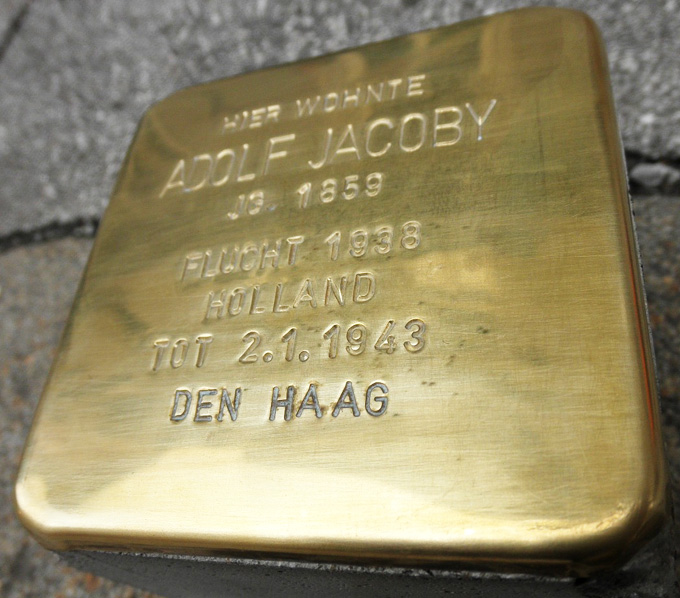 HIER WOHNTE
ADOLF JACOBY
JG. 1859
FLUCHT 1938
HOLLAND
TOT 2.1.1943
DEN HAAG